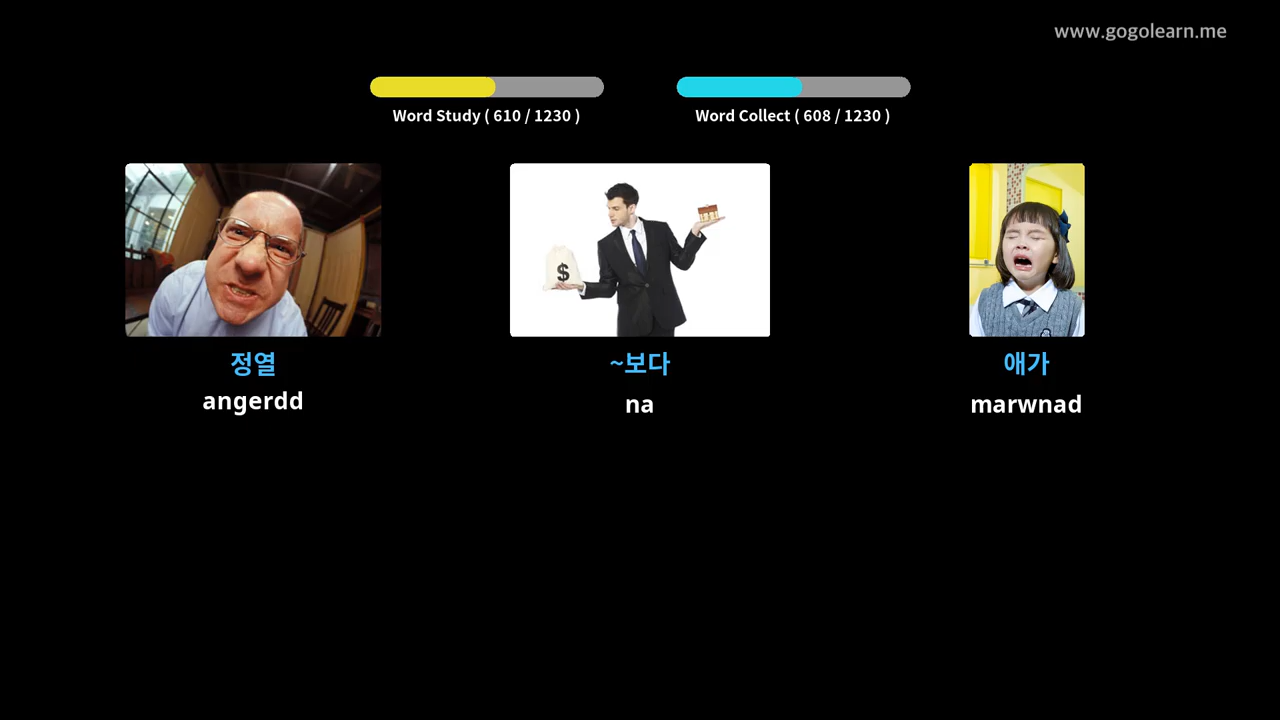 www.gogolearn.me
Word Study ( 610 / 1230 )
Word Collect ( 608 / 1230 )
$
정열
~보다
애가
angerdd
na
marwnad